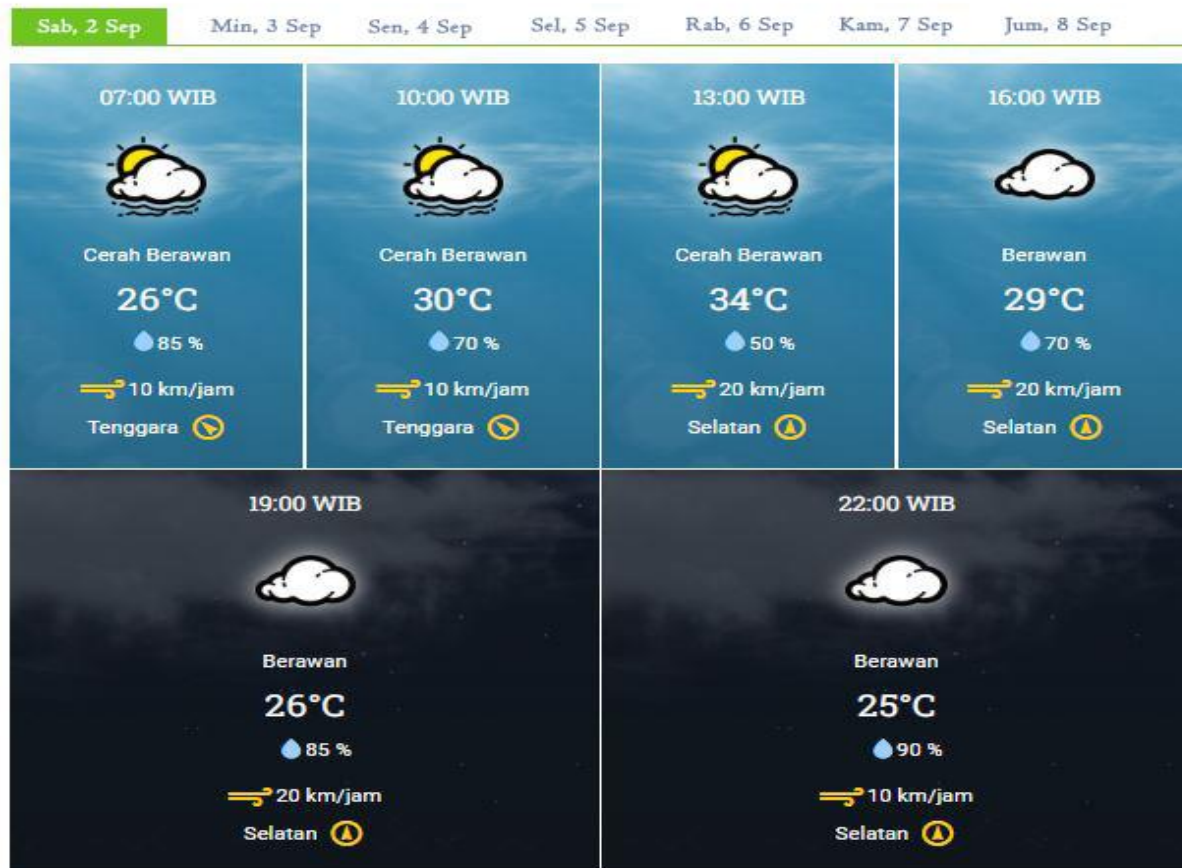 Sab, 2 Sep Min, 3 Sep Sen, 4 Sep Sel, 5 Sep Rab, 6 Sep Kam, 7 Sep Jum, 8 Sep
07:00 WIB
Cerah Berawan
26°C
85 %
10 km/jam
Tenggara
10:00 WIB
Cerah Berawan
30°C
70 %
10 km/jam
Tenggara
13:00 WIB
Cerah Berawan
34°C
50 %
20 km/jam
Selatan
16:00 WIB
Berawan
29°C
70 %
20 km/jam
Selatan
19:00 WIB
Berawan
26°C
85 %
20 km/jam
Selatan
22:00 WIB
Berawan
25°C
90 %
10 km/jam
Selatan